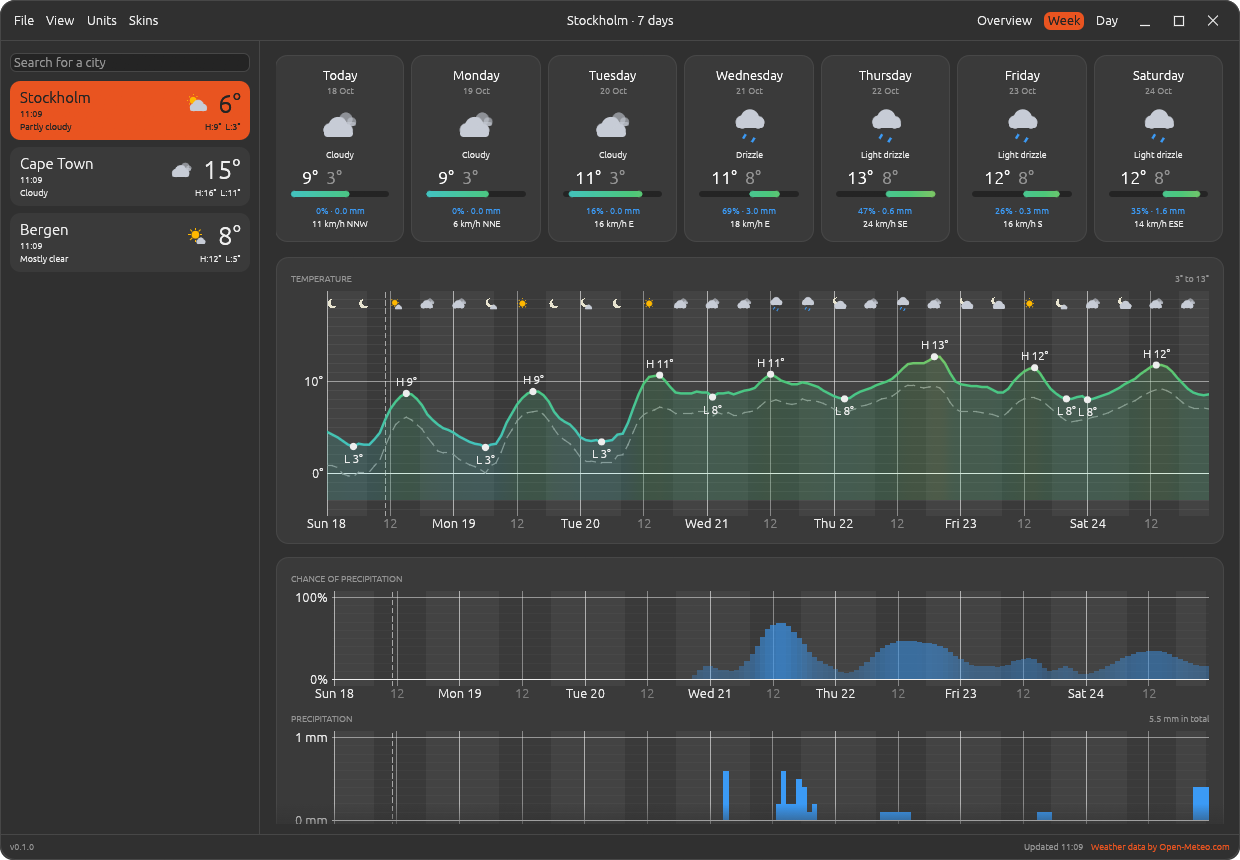 File View Units Skins
Stockholm · 7 days
Overview Week Day
Search for a city
Stockholm
11:09
Partly cloudy
6°
H:9° L:3°
Cape Town
11:09
Cloudy
15°
H:16° L:11°
Bergen
11:09
Mostly clear
8°
H:12° L:5°
Today
18 Oct
Cloudy
9° 3°
0% · 0.0 mm
11 km/h NNW
Monday
19 Oct
Cloudy
9° 3°
0% · 0.0 mm
6 km/h NNE
Tuesday
20 Oct
Cloudy
11° 3°
16% · 0.0 mm
16 km/h E
Wednesday
21 Oct
Drizzle
11° 8°
69% · 3.0 mm
18 km/h E
Thursday
22 Oct
Light drizzle
13° 8°
47% · 0.6 mm
24 km/h SE
Friday
23 Oct
Light drizzle
12° 8°
26% · 0.3 mm
16 km/h S
Saturday
24 Oct
Light drizzle
12° 8°
35% · 1.6 mm
14 km/h ESE
TEMPERATURE
3° to 13°
H 13°
H 12°
H 12°
H 11°
H 11°
10°
H 9°
H 9°
L 8°
L 8°
L 8°
L 8°
L 3°
L 3°
L 3°
0°
Sun 18 12 Mon 19 12 Tue 20 12 Wed 21 12 Thu 22 12 Fri 23 12 Sat 24 12
CHANCE OF PRECIPITATION
100%
0%
Sun 18 12 Mon 19 12 Tue 20 12 Wed 21 12 Thu 22 12 Fri 23 12 Sat 24 12
PRECIPITATION
5.5 mm in total
1 mm
0 mm
v0.1.0
Updated 11:09 Weather data by Open-Meteo.com